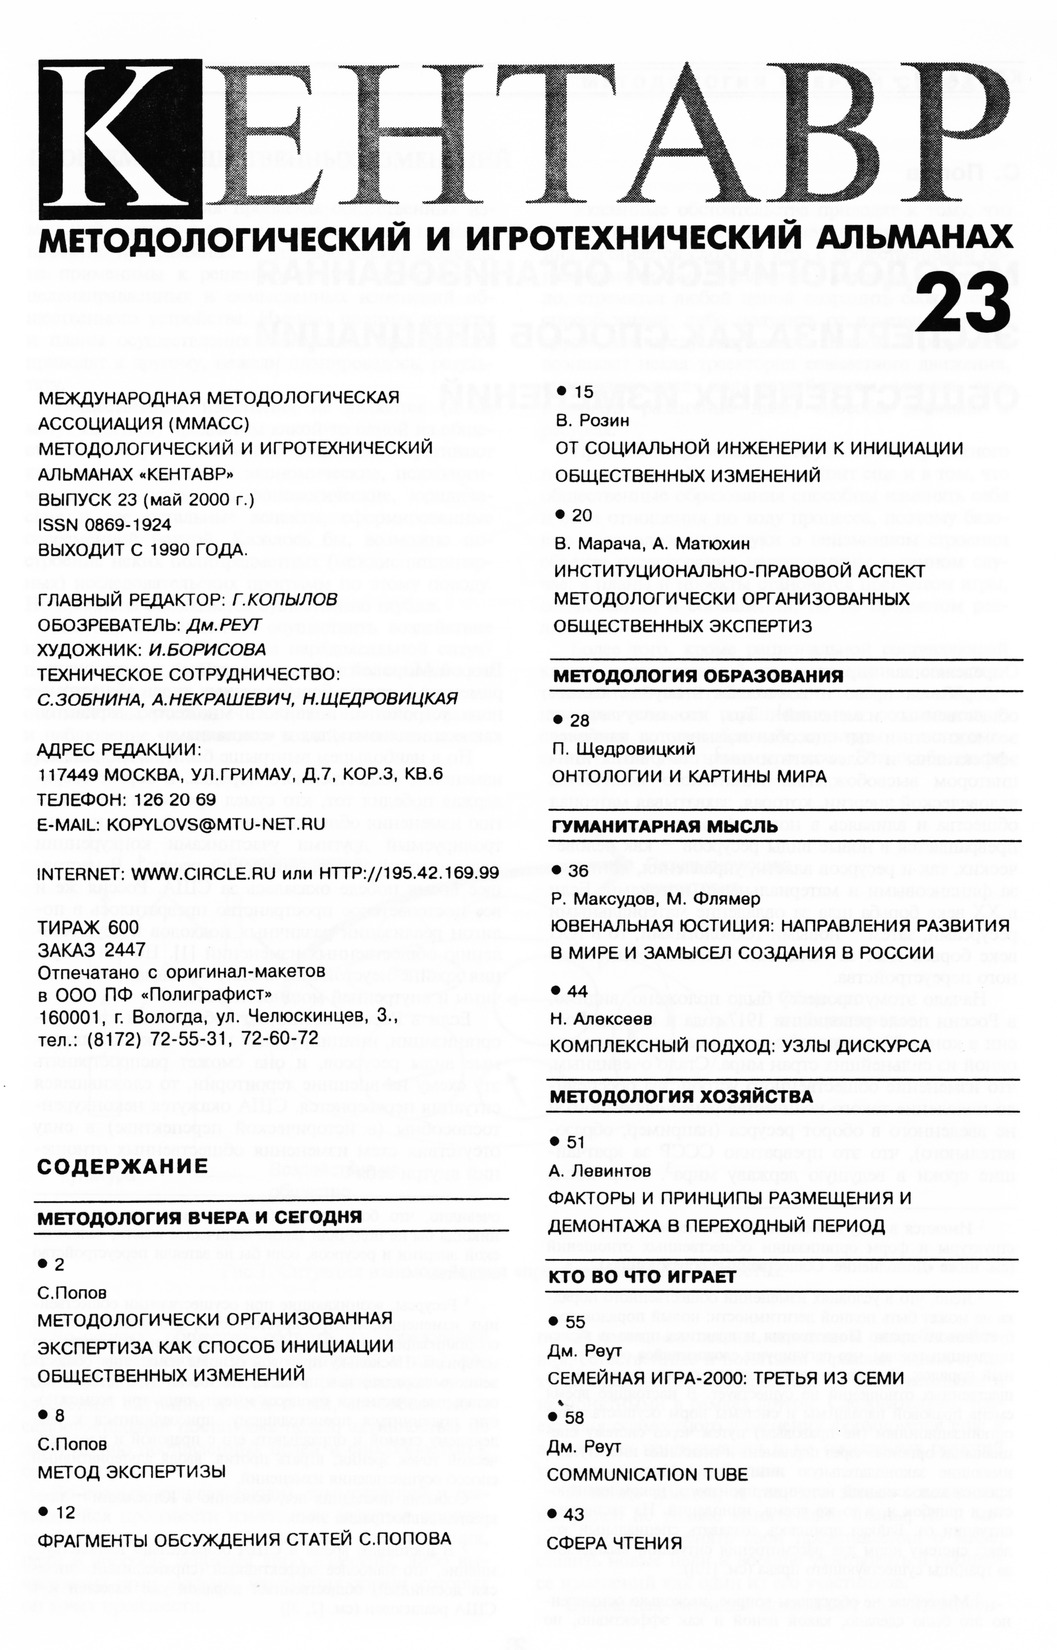 КЕНТАВР
МЕТОДОЛОГИЧЕСКИЙ И ИГРОТЕХНИЧЕСКИЙ АЛЬМАНАХ
23
МЕЖДУНАРОДНАЯ МЕТОДОЛОГИЧЕСКАЯ
АССОЦИАЦИЯ (ММАСС)
МЕТОДОЛОГИЧЕСКИЙ И ИГРОТЕХНИЧЕСКИЙ
АЛЬМАНАХ «КЕНТАВР»
ВЫПУСК 23 (май 2000 г.)
ISSN 0869-1924
ВЫХОДИТ С 1990 ГОДА.
ГЛАВНЫЙ РЕДАКТОР: Г.КОПЫЛОВ
ОБОЗРЕВАТЕЛЬ: Дм.РЕУТ
ХУДОЖНИК: И.БОРИСОВА
ТЕХНИЧЕСКОЕ СОТРУДНИЧЕСТВО:
С.ЗОБНИНА, А.НЕКРАШЕВИЧ, Н.ЩЕДРОВИЦКАЯ
АДРЕС РЕДАКЦИИ:
117449 МОСКВА, УЛ.ГРИМАУ, Д.7, КОР.3, КВ.6
ТЕЛЕФОН: 126 20 69
E-MAIL: KOPYLOVS@MTU-NET.RU
INTERNET: WWW.CIRCLE.RU или HTTP://195.42.169.99
ТИРАЖ 600
ЗАКАЗ 2447
Отпечатано с оригинал-макетов
в ООО ПФ «Полиграфист»
160001, г. Вологда, ул. Челюскинцев, 3.,
тел.: (8172) 72-55-31, 72-60-72
СОДЕРЖАНИЕ
МЕТОДОЛОГИЯ ВЧЕРА И СЕГОДНЯ
• 2
С.Попов
МЕТОДОЛОГИЧЕСКИ ОРГАНИЗОВАННАЯ
ЭКСПЕРТИЗА КАК СПОСОБ ИНИЦИАЦИИ
ОБЩЕСТВЕННЫХ ИЗМЕНЕНИЙ
• 8
С.Попов
МЕТОД ЭКСПЕРТИЗЫ
• 12
ФРАГМЕНТЫ ОБСУЖДЕНИЯ СТАТЕЙ С.ПОПОВА
• 15
В. Розин
ОТ СОЦИАЛЬНОЙ ИНЖЕНЕРИИ К ИНИЦИАЦИИ
ОБЩЕСТВЕННЫХ ИЗМЕНЕНИЙ
• 20
В. Марача, А. Матюхин
ИНСТИТУЦИОНАЛЬНО-ПРАВОВОЙ АСПЕКТ
МЕТОДОЛОГИЧЕСКИ ОРГАНИЗОВАННЫХ
ОБЩЕСТВЕННЫХ ЭКСПЕРТИЗ
МЕТОДОЛОГИЯ ОБРАЗОВАНИЯ
• 28
П. Щедровицкий
ОНТОЛОГИИ И КАРТИНЫ МИРА
ГУМАНИТАРНАЯ МЫСЛЬ
• 36
Р. Максудов, М. Флямер
ЮВЕНАЛЬНАЯ ЮСТИЦИЯ: НАПРАВЛЕНИЯ РАЗВИТИЯ
В МИРЕ И ЗАМЫСЕЛ СОЗДАНИЯ В РОССИИ
• 44
Н. Алексеев
КОМПЛЕКСНЫЙ ПОДХОД: УЗЛЫ ДИСКУРСА
МЕТОДОЛОГИЯ ХОЗЯЙСТВА
• 51
А. Левинтов
ФАКТОРЫ И ПРИНЦИПЫ РАЗМЕЩЕНИЯ И
ДЕМОНТАЖА В ПЕРЕХОДНЫЙ ПЕРИОД
КТО ВО ЧТО ИГРАЕТ
• 55
Дм. Реут
СЕМЕЙНАЯ ИГРА-2000: ТРЕТЬЯ ИЗ СЕМИ
• 58
Дм. Реут
COMMUNICATION TUBE
• 43
СФЕРА ЧТЕНИЯ